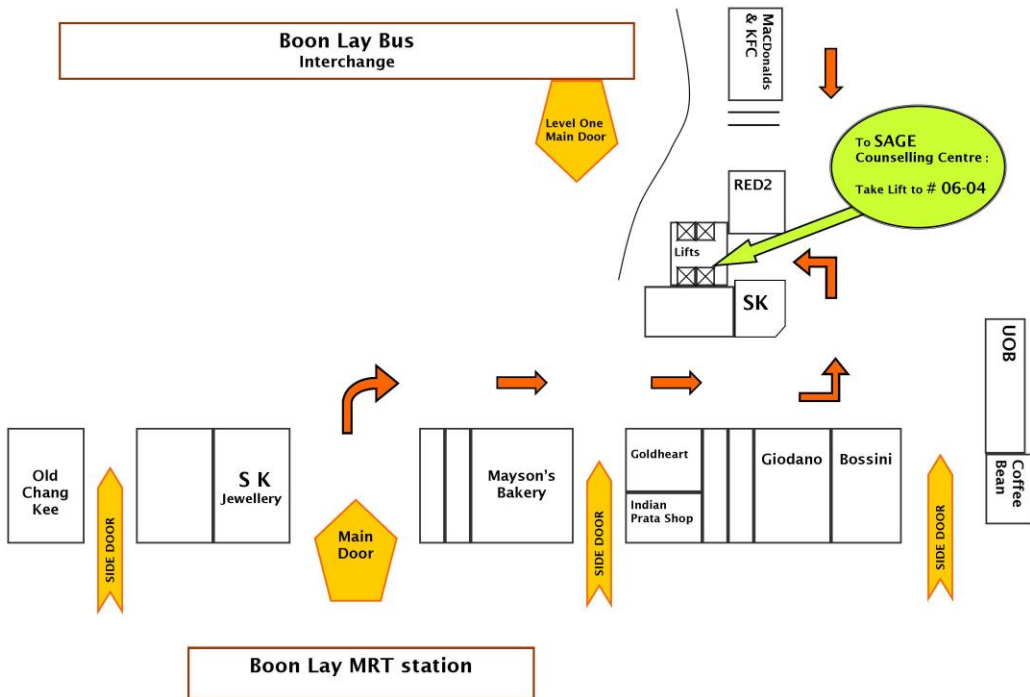 Boon Lay Bus
Interchange
MacDonalds
& KFC
Level One
Main Door
To SAGE
Counselling Centre :
Take Lift to # 06-04
RED2
Lifts
SK
UOB
Coffee
Bean
Old
Chang
Kee
SIDE DOOR
S K
Jewellery
Main
Door
Mayson's
Bakery
SIDE DOOR
Goldheart
Indian
Prata Shop
Giodano
Bossini
SIDE DOOR
Boon Lay MRT station